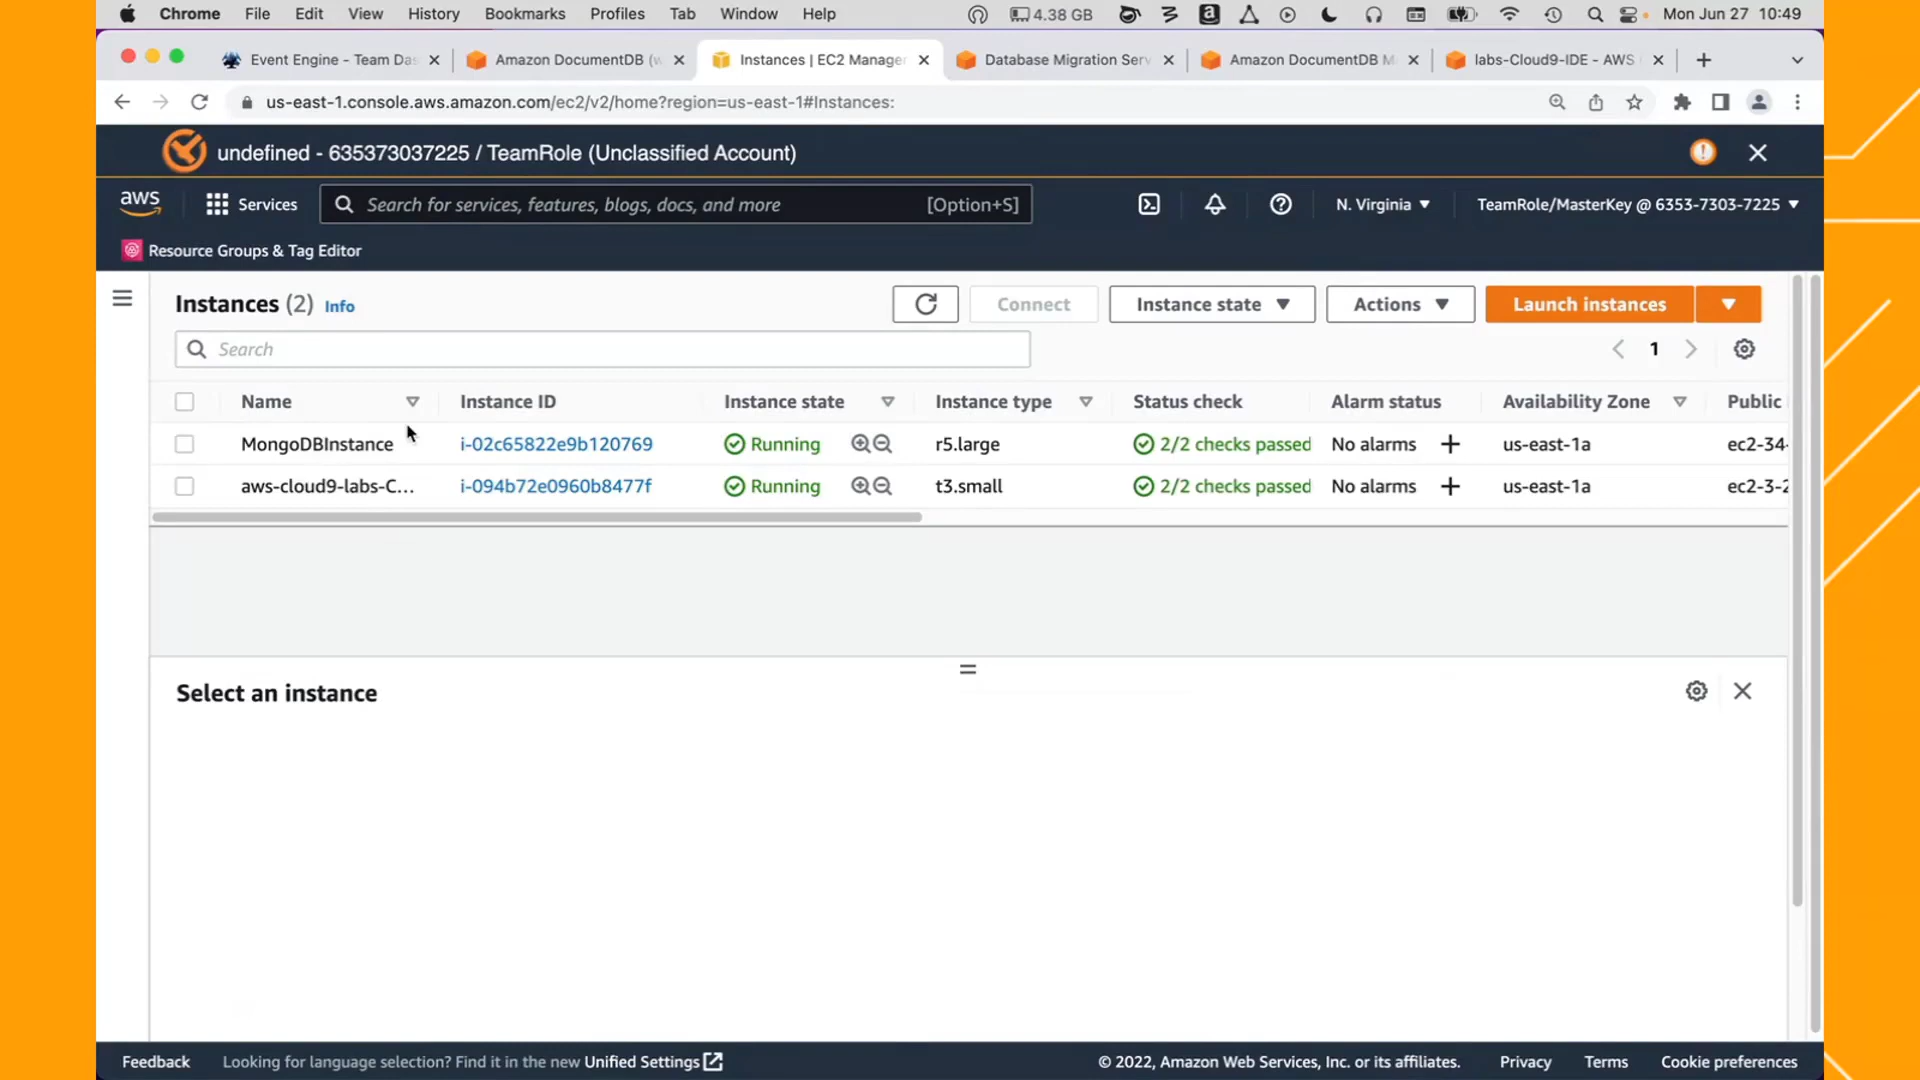 Chrome File Edit View History Bookmarks Profiles Tab Window Help 4.38 GB Mon Jun 27 10:49
Event Engine - Team Das Amazon DocumentDB (w Instances | EC2 Manager Database Migration Serv Amazon DocumentDB M labs-Cloud9-IDE - AWS
us-east-1.console.aws.amazon.com/ec2/v2/home?region=us-east-1#Instances:
undefined - 635373037225 / TeamRole (Unclassified Account)
aws Services Search for services, features, blogs, docs, and more [Option+S] N. Virginia TeamRole/MasterKey @ 6353-7303-7225
Resource Groups & Tag Editor
Instances (2) Info Connect Instance state Actions Launch instances
Search 1
Name Instance ID Instance state Instance type Status check Alarm status Availability Zone Public
MongoDBInstance i-02c65822e9b120769 Running r5.large 2/2 checks passed No alarms + us-east-1a ec2-34-
aws-cloud9-labs-C... i-094b72e0960b8477f Running t3.small 2/2 checks passed No alarms + us-east-1a ec2-3-2
Select an instance
Feedback Looking for language selection? Find it in the new Unified Settings © 2022, Amazon Web Services, Inc. or its affiliates. Privacy Terms Cookie preferences